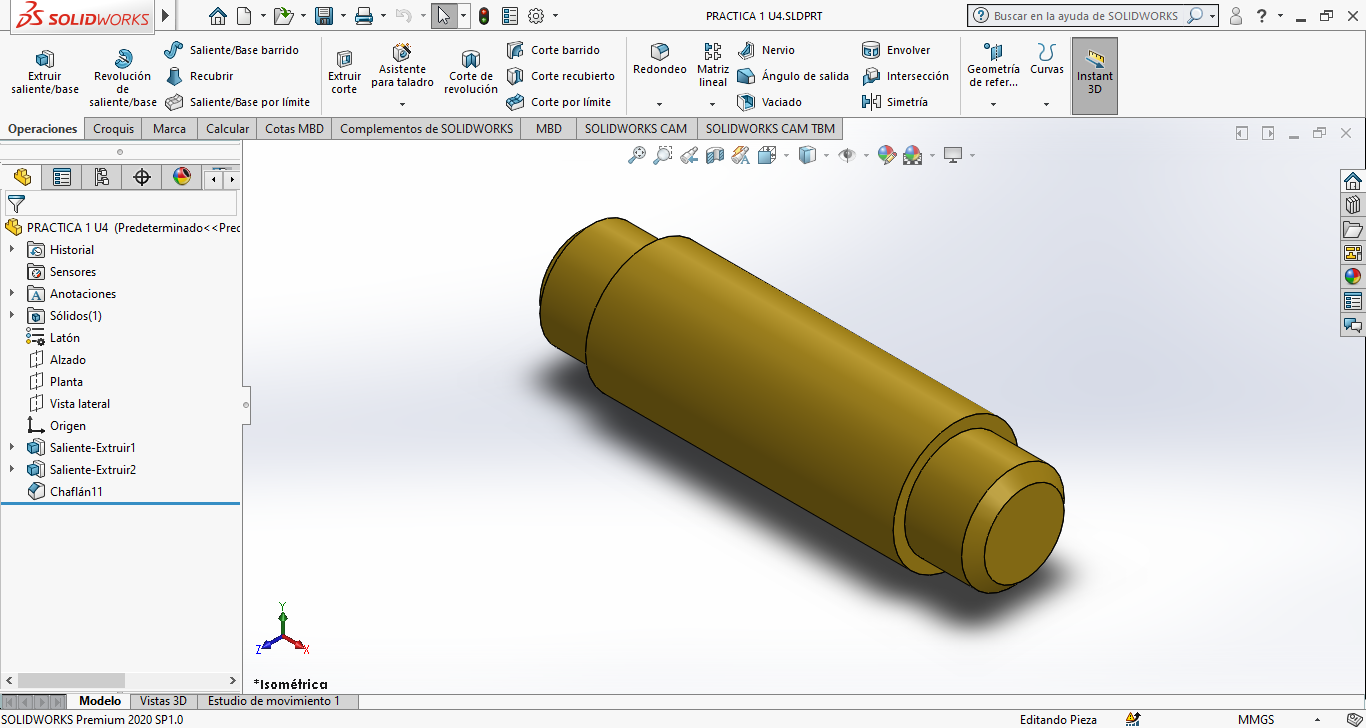 SOLIDWORKS
PRACTICA 1 U4.SLDPRT
Buscar en la ayuda de SOLIDWORKS
?
Extruir saliente/base
Revolución de saliente/base
Saliente/Base barrido
Recubrir
Saliente/Base por límite
Extruir corte
Asistente para taladro
Corte de revolución
Corte barrido
Corte recubierto
Corte por límite
Redondeo
Matriz lineal
Nervio
Ángulo de salida
Vaciado
Envolver
Intersección
Simetría
Geometría de refer...
Curvas
Instant 3D
Operaciones
Croquis
Marca
Calcular
Cotas MBD
Complementos de SOLIDWORKS
MBD
SOLIDWORKS CAM
SOLIDWORKS CAM TBM
PRACTICA 1 U4 (Predeterminado<<Prec
Historial
Sensores
Anotaciones
Sólidos(1)
Latón
Alzado
Planta
Vista lateral
Origen
Saliente-Extruir1
Saliente-Extruir2
Chaflán11
Y
Z
X
*Isométrica
Modelo
Vistas 3D
Estudio de movimiento 1
SOLIDWORKS Premium 2020 SP1.0
Editando Pieza
MMGS